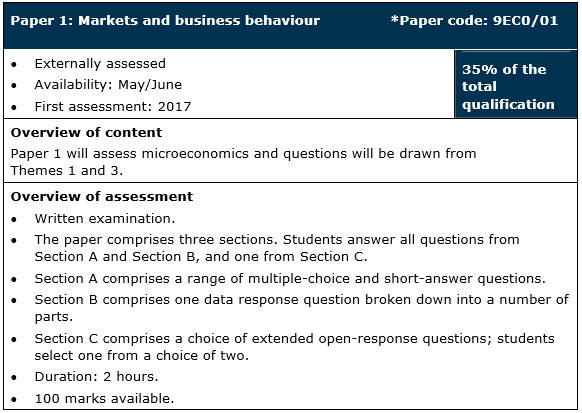 Paper 1: Markets and business behaviour *Paper code: 9EC0/01
• Externally assessed
• Availability: May/June
• First assessment: 2017
35% of the
total
qualification
Overview of content
Paper 1 will assess microeconomics and questions will be drawn from
Themes 1 and 3.
Overview of assessment
• Written examination.
• The paper comprises three sections. Students answer all questions from
Section A and Section B, and one from Section C.
• Section A comprises a range of multiple-choice and short-answer questions.
• Section B comprises one data response question broken down into a number of
parts.
• Section C comprises a choice of extended open-response questions; students
select one from a choice of two.
• Duration: 2 hours.
• 100 marks available.